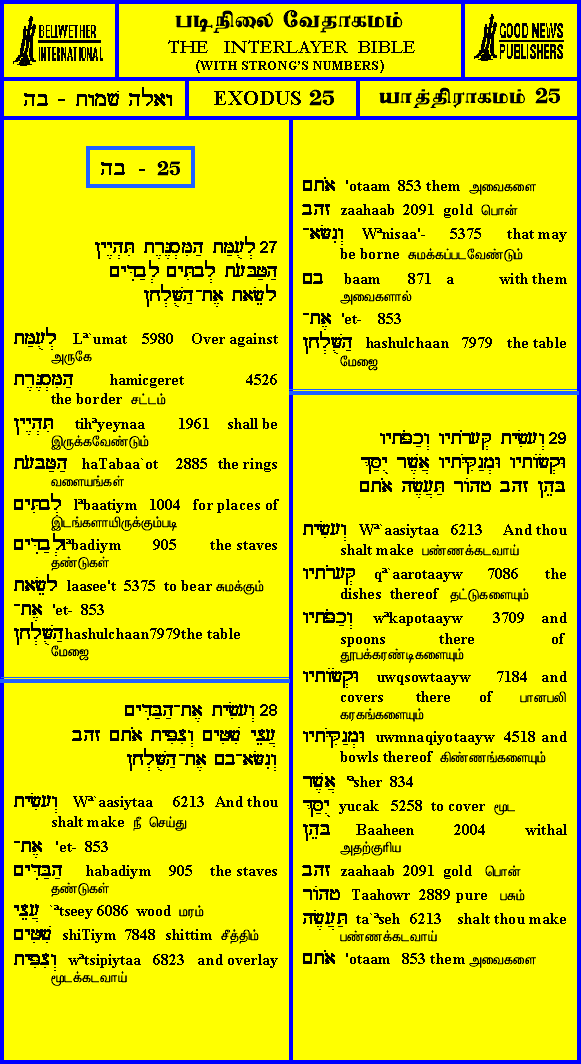 BELLWETHER
INTERNATIONAL
படிநிலை வேதாகமம்
THE INTERLAYER BIBLE
(WITH STRONG'S NUMBERS)
GOOD NEWS
PUBLISHERS
ואלה שמות - בה
EXODUS 25
யாத்திராகமம் 25
בה - 25
27 לְעֻמַּת הַמִּסְגֶּרֶת תִּהְיֶיןָ
הַטַּבָּעֹת לְבָתִּים לְבַדִּים
לָשֵׂאת אֶת־הַשֻּׁלְחָן
לְעֻמַּת Lª`umat 5980 Over against
அருகே
הַמִּסְגֶּרֶת hamicgeret 4526
the border சட்டம்
תִּהְיֶיןָ tihªyeynaa 1961 shall be
இருக்கவேண்டும்
הַטַּבָּעֹת haTabaa`ot 2885 the rings
வளையங்கள்
לְבָתִּים lªbaatiym 1004 for places of
இடங்களாயிருக்கும்படி
לְבַדִּים lªbadiym 905 the staves
தண்டுகள்
לָשֵׂאת laasee't 5375 to bear சுமக்கும்
אֶת־ 'et- 853
הַשֻּׁלְחָן hashulchaan7979the table
மேஜை
28 וְעָשִׂיתָ אֶת־הַבַּדִּים
עֲצֵי שִׁטִּים וְצִפִּיתָ אֹתָם זָהָב
וְנִשָּׂא־בָם אֶת־הַשֻּׁלְחָן
וְעָשִׂיתָ Wª`aasiytaa 6213 And thou
shalt make நீ செய்து
אֶת־ 'et- 853
הַבַּדִּים habadiym 905 the staves
தண்டுகள்
עֲצֵי `ªtseey 6086 wood மரம்
שִׁטִּים shiTiym 7848 shittim சீத்திம்
וְצִפִּיתָ wªtsipiytaa 6823 and overlay
மூடக்கடவாய்
אֹתָם 'otaam 853 them அவைகளை
זָהָב zaahaab 2091 gold பொன்
וְנִשָּׂא־ Wªnisaa'- 5375 that may
be borne சுமக்கப்படவேண்டும்
בָם baam 871 a with them
அவைகளால்
אֶת־ 'et- 853
הַשֻּׁלְחָן hashulchaan 7979 the table
மேஜை
29 וְעָשִׂיתָ קְּעָרֹתָיו וְכַפֹּתָיו
וּקְשׂוֹתָיו וּמְנַקִּיֹּתָיו אֲשֶׁר יֻסַּךְ
בָּהֵן זָהָב טָהוֹר תַּעֲשֶׂה אֹתָם
וְעָשִׂיתָ Wª`aasiytaa 6213 And thou
shalt make பண்ணக்கடவாய்
קְּעָרֹתָיו qª`aarotaayw 7086 the
dishes thereof தட்டுகளையும்
וְכַפֹּתָיו wªkapotaayw 3709 and
spoons there of
தூபக்கரண்டிகளையும்
וּקְשׂוֹתָיו uwqsowtaayw 7184 and
covers there of பானபலி
கரகங்களையும்
וּמְנַקִּיֹּתָיו uwmnaqiyotaayw 4518 and
bowls thereof கிண்ணங்களையும்
אֲשֶׁר ªsher 834
יֻסַּךְ yucak 5258 to cover மூட
בָּהֵן Baaheen 2004 withal
அதற்குரிய
זָהָב zaahaab 2091 gold பொன்
טָהוֹר Taahowr 2889 pure பசும்
תַּעֲשֶׂה ta`ªseh 6213 shalt thou make
பண்ணக்கடவாய்
אֹתָם 'otaam 853 them அவைகளை